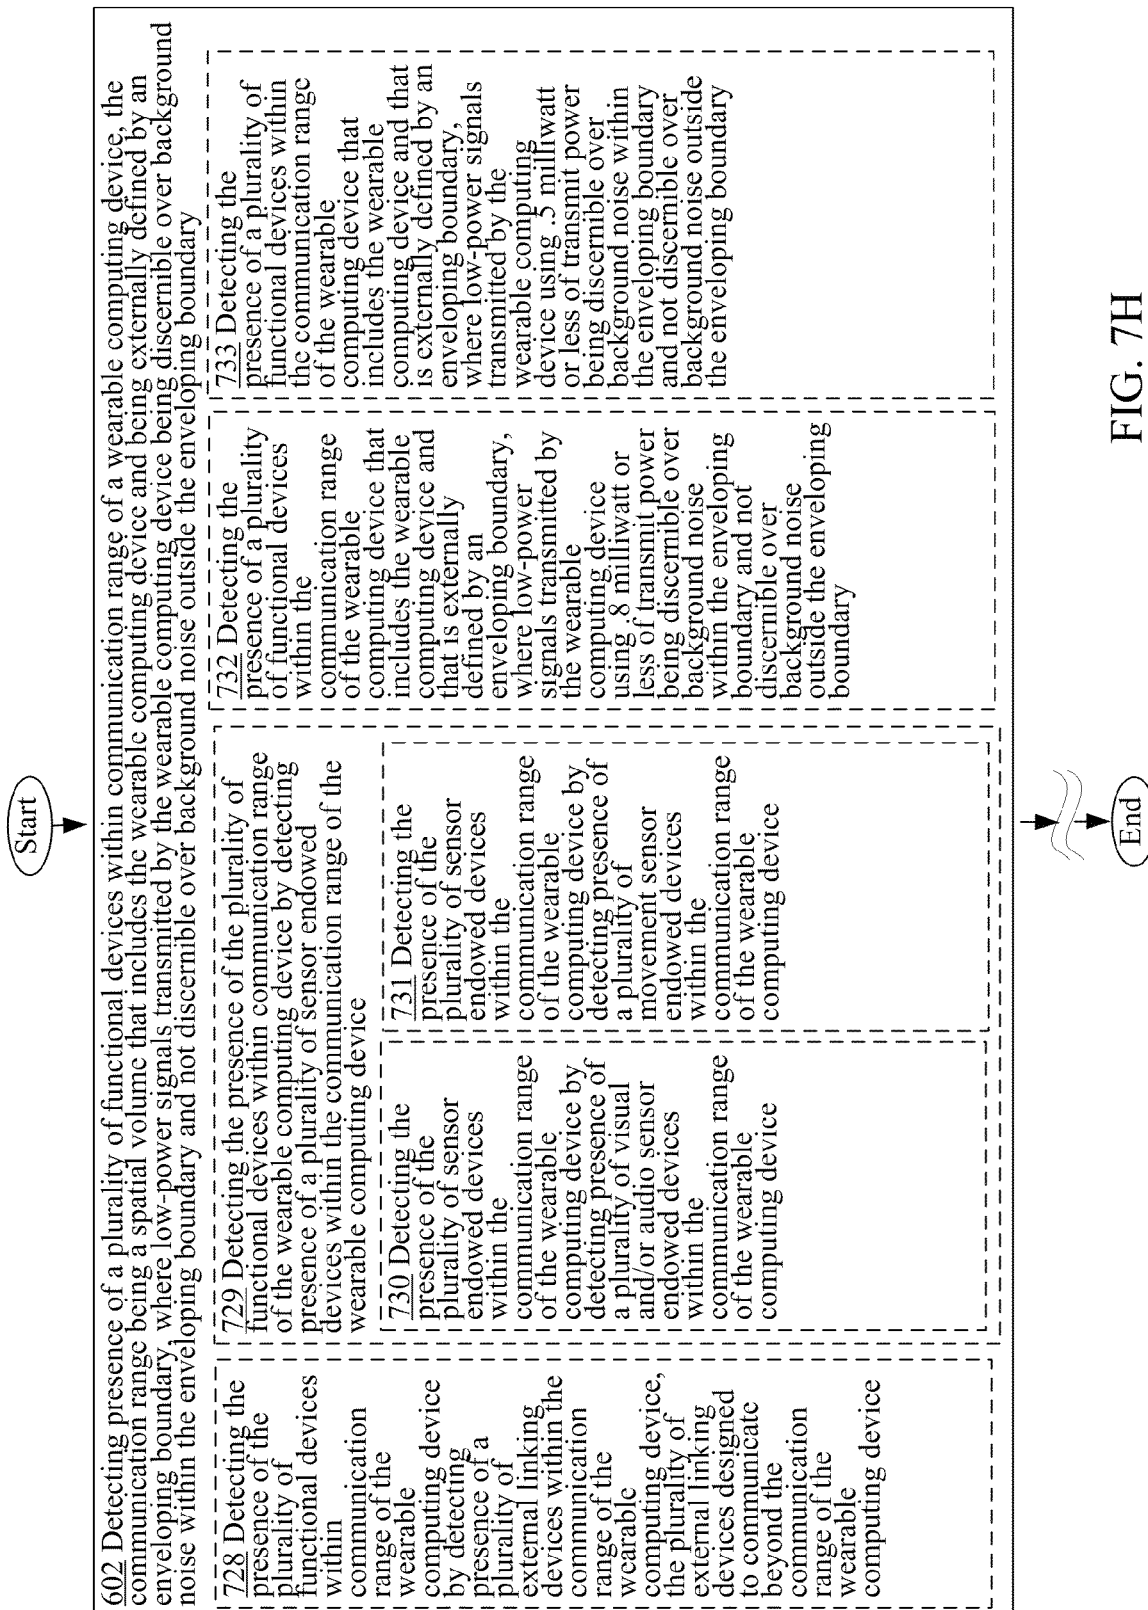 Start
602 Detecting presence of a plurality of functional devices within communication range of a wearable computing device, the
communication range being a spatial volume that includes the wearable computing device and being externally defined by an
enveloping boundary, where low-power signals transmitted by the wearable computing device being discernible over background
noise within the enveloping boundary and not discernible over background noise outside the enveloping boundary
728 Detecting the
presence of the
plurality of
functional devices
within
communication
range of the
wearable
computing device
by detecting
presence of a
plurality of
external linking
devices within the
communication
range of the
wearable
computing device,
the plurality of
external linking
devices designed
to communicate
beyond the
communication
range of the
wearable
computing device
729 Detecting the presence of the plurality of
functional devices within communication range
of the wearable computing device by detecting
presence of a plurality of sensor endowed
devices within the communication range of the
wearable computing device
730 Detecting the
presence of the
plurality of sensor
endowed devices
within the
communication range
of the wearable
computing device by
detecting presence of
a plurality of visual
and/or audio sensor
endowed devices
within the
communication range
of the wearable
computing device
731 Detecting the
presence of the
plurality of sensor
endowed devices
within the
communication range
of the wearable
computing device by
detecting presence of
a plurality of
movement sensor
endowed devices
within the
communication range
of the wearable
computing device
732 Detecting the
presence of a plurality
of functional devices
within the
communication range
of the wearable
computing device that
includes the wearable
computing device and
that is externally
defined by an
enveloping boundary,
where low-power
signals transmitted by
the wearable
computing device
using .8 milliwatt or
less of transmit power
being discernible over
background noise
within the enveloping
boundary and not
discernible over
background noise
outside the enveloping
boundary
733 Detecting the
presence of a plurality of
functional devices within
the communication range
of the wearable
computing device that
includes the wearable
computing device and that
is externally defined by an
enveloping boundary,
where low-power signals
transmitted by the
wearable computing
device using .5 milliwatt
or less of transmit power
being discernible over
background noise within
the enveloping boundary
and not discernible over
background noise outside
the enveloping boundary
End
FIG. 7H